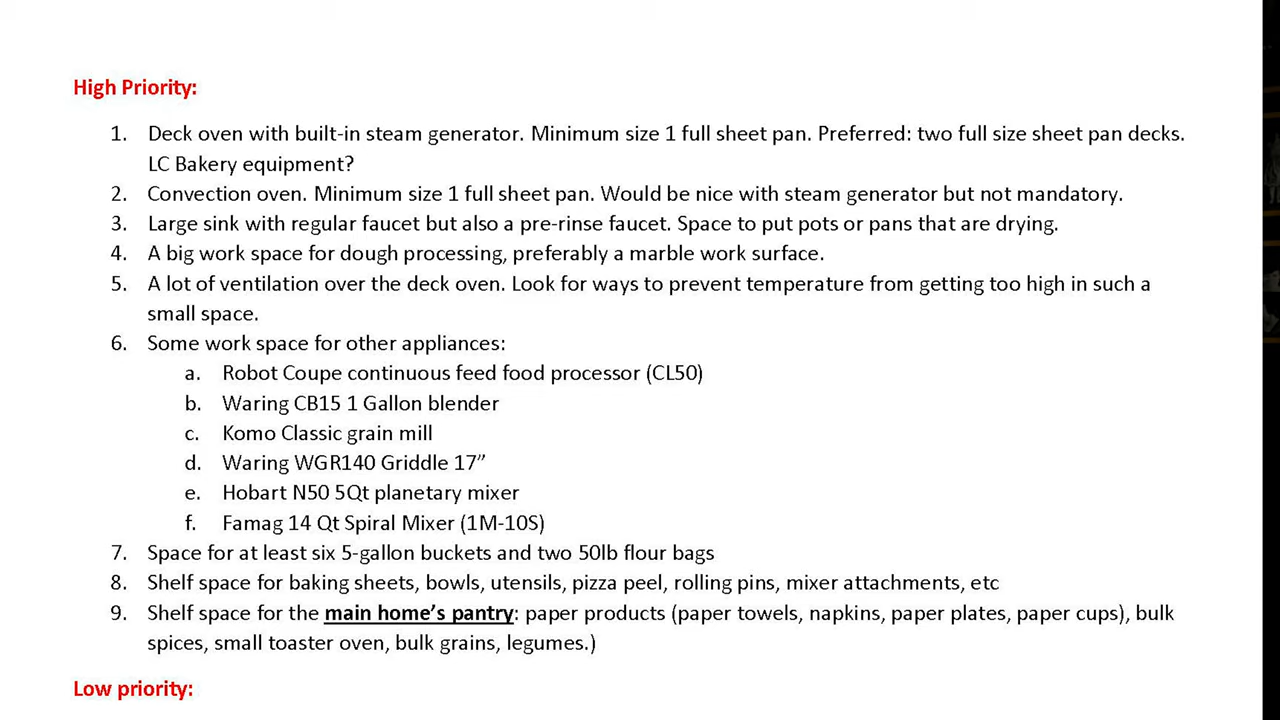 High Priority:
1. Deck oven with built-in steam generator. Minimum size 1 full sheet pan. Preferred: two full size sheet pan decks.
LC Bakery equipment?
2. Convection oven. Minimum size 1 full sheet pan. Would be nice with steam generator but not mandatory.
3. Large sink with regular faucet but also a pre-rinse faucet. Space to put pots or pans that are drying.
4. A big work space for dough processing, preferably a marble work surface.
5. A lot of ventilation over the deck oven. Look for ways to prevent temperature from getting too high in such a
small space.
6. Some work space for other appliances:
a. Robot Coupe continuous feed food processor (CL50)
b. Waring CB15 1 Gallon blender
c. Komo Classic grain mill
d. Waring WGR140 Griddle 17”
e. Hobart N50 5Qt planetary mixer
f. Famag 14 Qt Spiral Mixer (1M-10S)
7. Space for at least six 5-gallon buckets and two 50lb flour bags
8. Shelf space for baking sheets, bowls, utensils, pizza peel, rolling pins, mixer attachments, etc
9. Shelf space for the main home’s pantry: paper products (paper towels, napkins, paper plates, paper cups), bulk
spices, small toaster oven, bulk grains, legumes.)
Low priority: